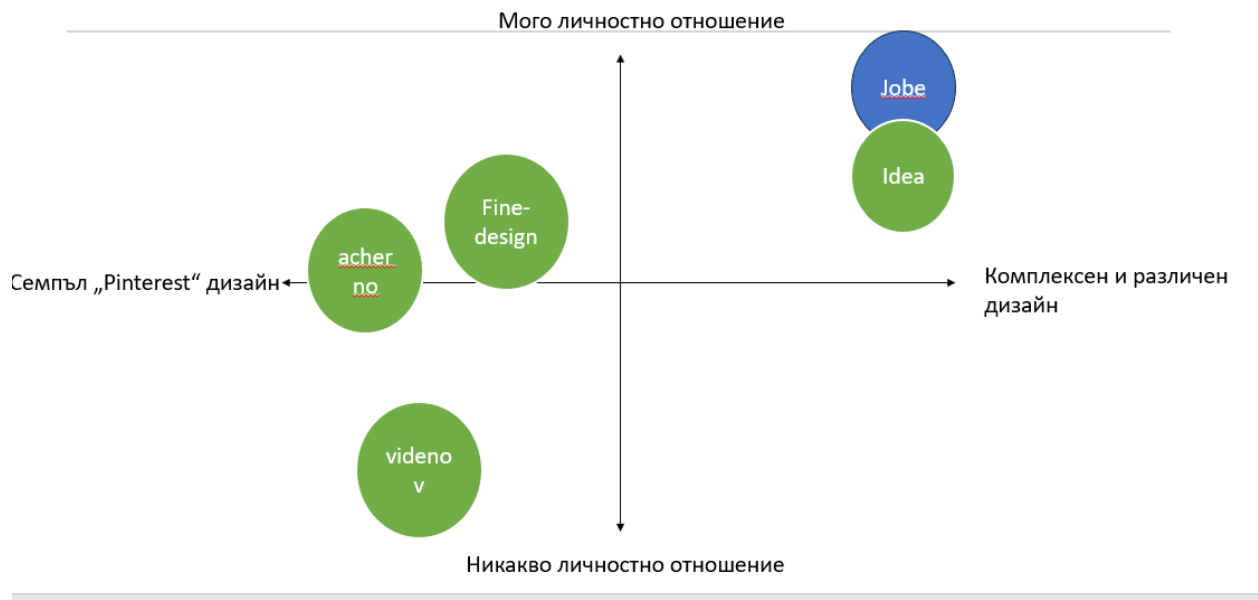 Мого личностно отношение
Jobe
Idea
Fine-
design
acher
no
Семпъл „Pinterest“ дизайн
Комплексен и различен
дизайн
videno
v
Никакво личностно отношение